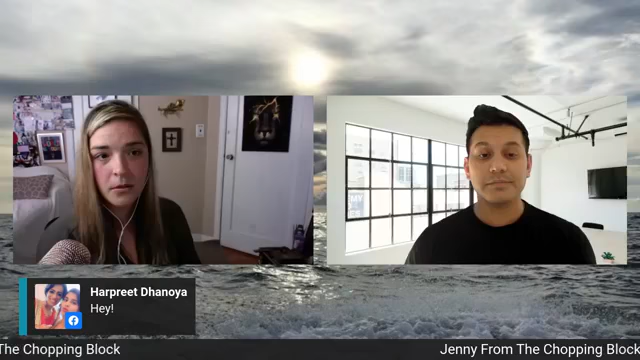 Harpreet Dhanoya
Hey!
The Chopping Block
Jenny From The Chopping Block